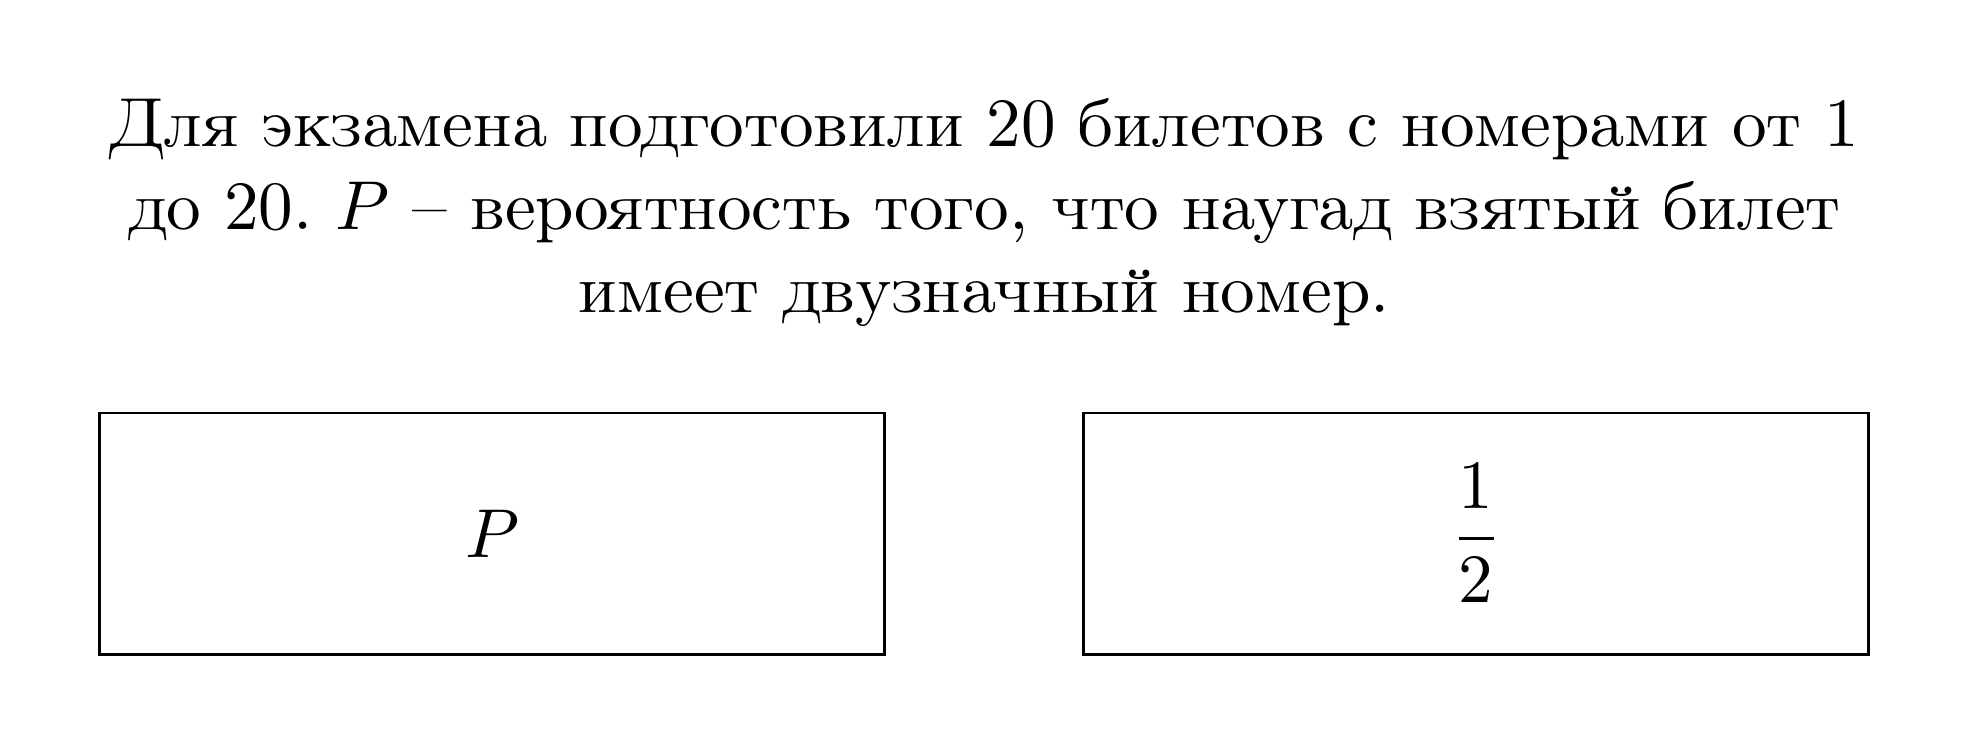 Для экзамена подготовили 20 билетов с номерами от 1
до 20. P – вероятность того, что наугад взятый билет
имеет двузначный номер.
P
1
2